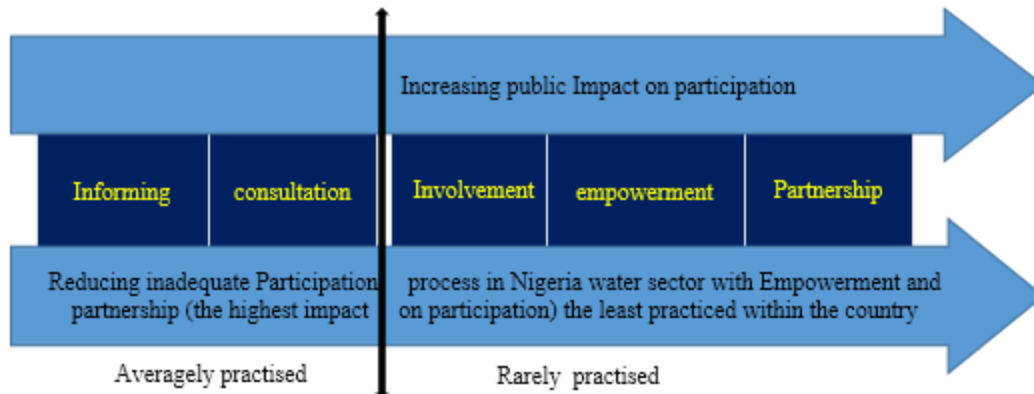 Increasing public Impact on participation
Informing
consultation
Involvement
empowerment
Partnership
Reducing inadequate Participation process in Nigeria water sector with Empowerment and
partnership (the highest impact on participation) the least practiced within the country
Averagely practised
Rarely practised